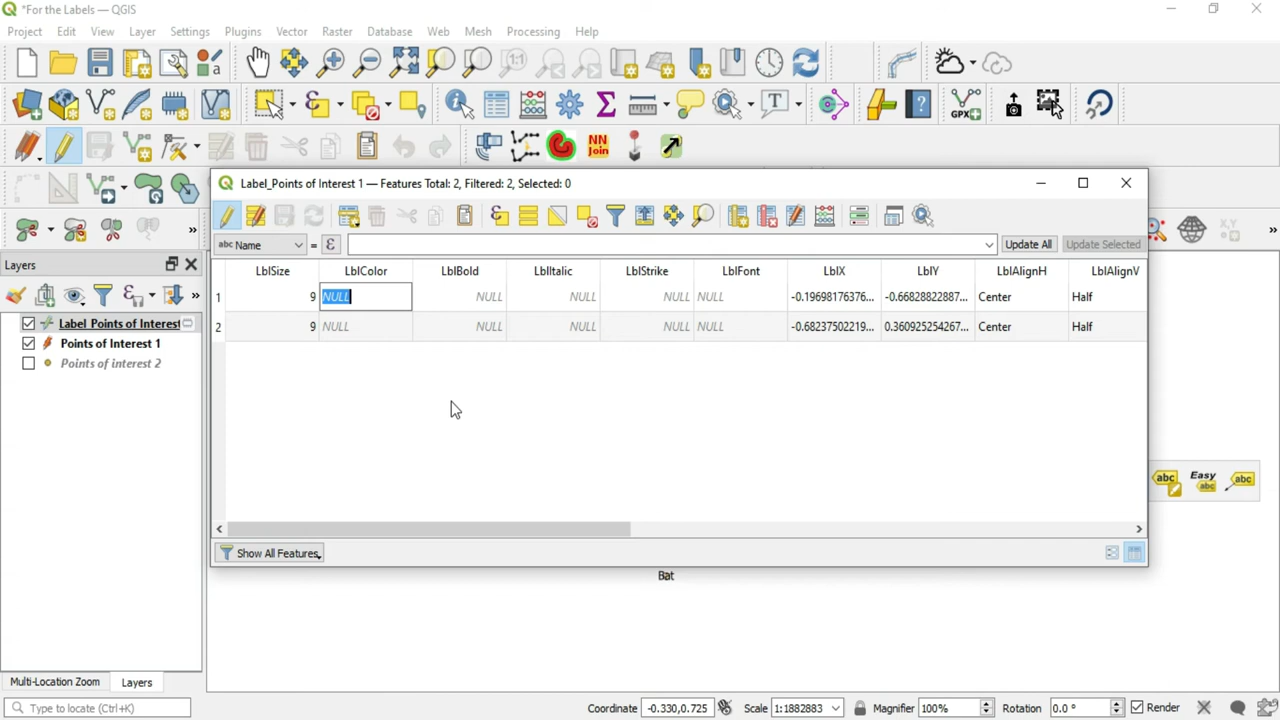 *For the Labels — QGIS
Project Edit View Layer Settings Plugins Vector Raster Database Web Mesh Processing Help
Label_Points of Interest 1 — Features Total: 2, Filtered: 2, Selected: 0
abc Name = ε Update All Update Selected
Layers
LblSize LblColor LblBold LblItalic LblStrike LblFont LblX LblY LblAlignH LblAlignV
1 9 NULL NULL NULL NULL NULL -0.19698176376... -0.66828822887... Center Half
2 9 NULL NULL NULL NULL NULL -0.68237502219... 0.360925254267... Center Half
Label_Points of Interest
Points of Interest 1
Points of interest 2
abc Easy abc abc
Show All Features
Bat
Multi-Location Zoom Layers
Type to locate (Ctrl+K) Coordinate -0.330,0.725 Scale 1:1882883 Magnifier 100% Rotation 0.0 ° Render